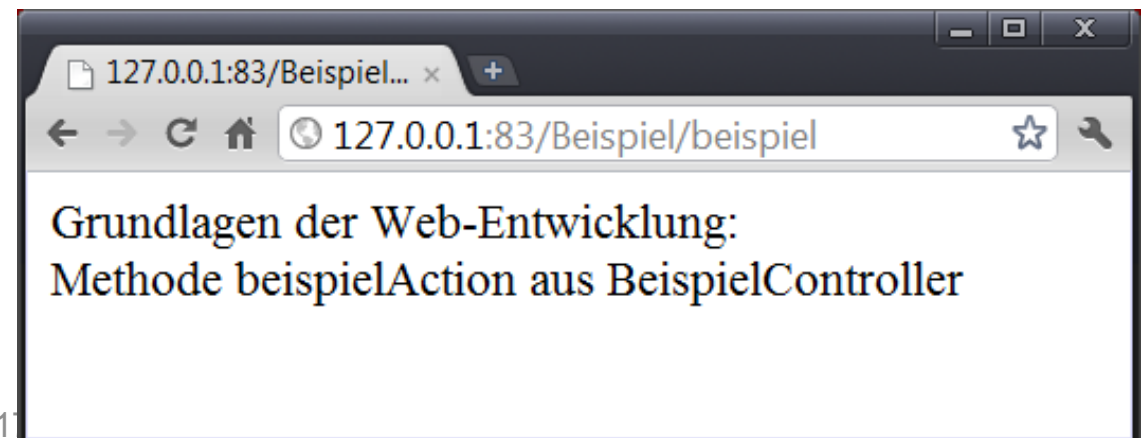 127.0.0.1:83/Beispiel...
127.0.0.1:83/Beispiel/beispiel
Grundlagen der Web-Entwicklung:
Methode beispielAction aus BeispielController